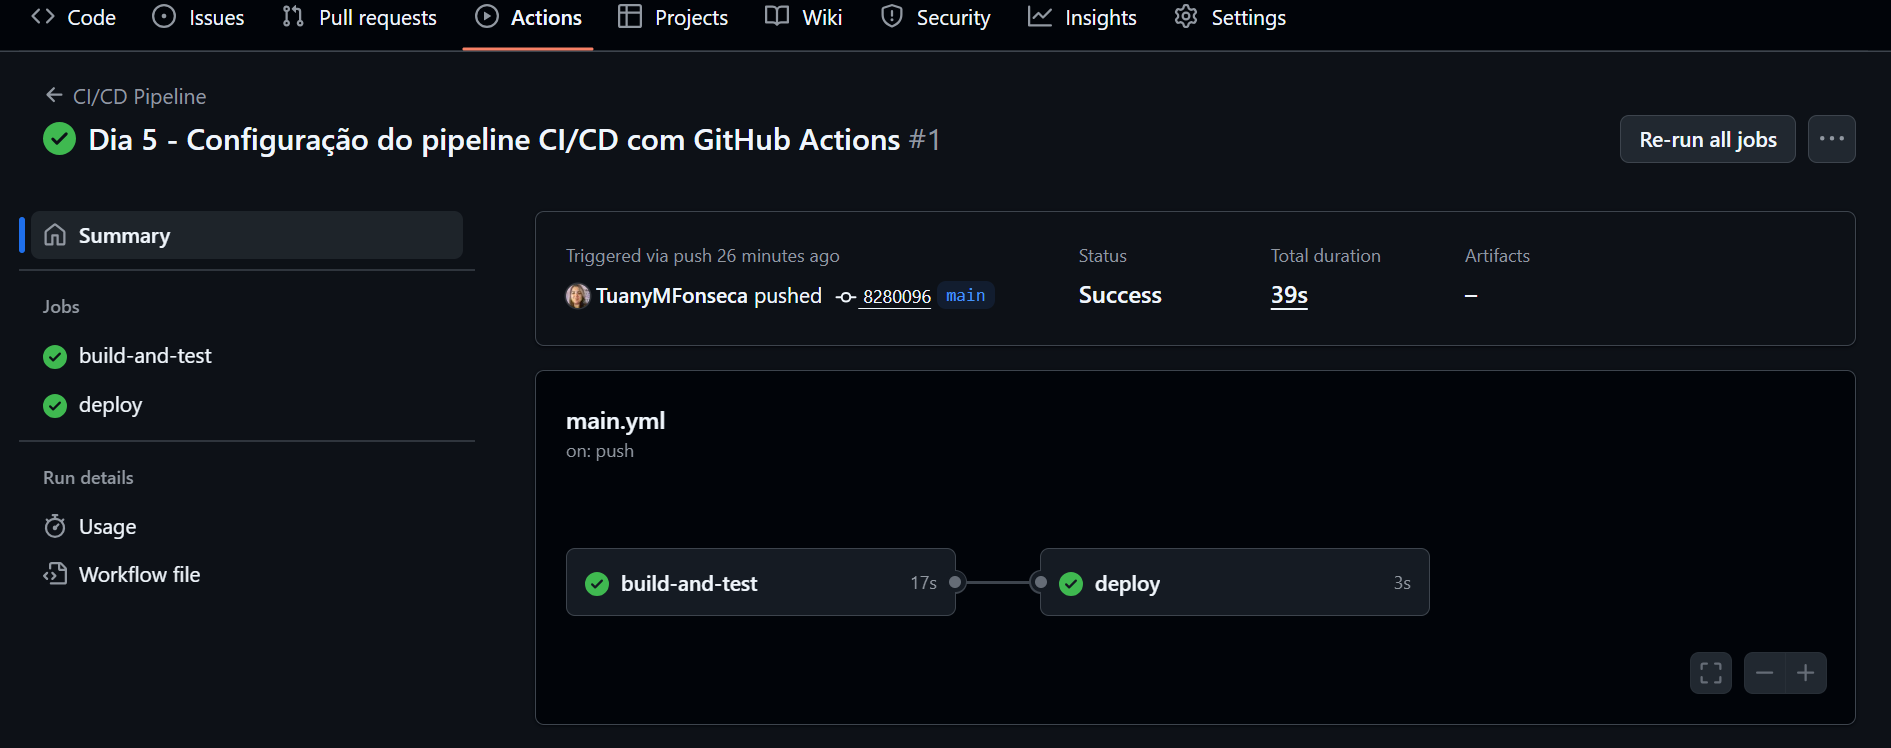 Code Issues Pull requests Actions Projects Wiki Security Insights Settings
CI/CD Pipeline
Dia 5 - Configuração do pipeline CI/CD com GitHub Actions #1
Re-run all jobs
Summary
Jobs
build-and-test
deploy
Run details
Usage
Workflow file
Triggered via push 26 minutes ago
TuanyMFonseca pushed 8280096 main
Status
Success
Total duration
39s
Artifacts
–
main.yml
on: push
build-and-test 17s
deploy 3s